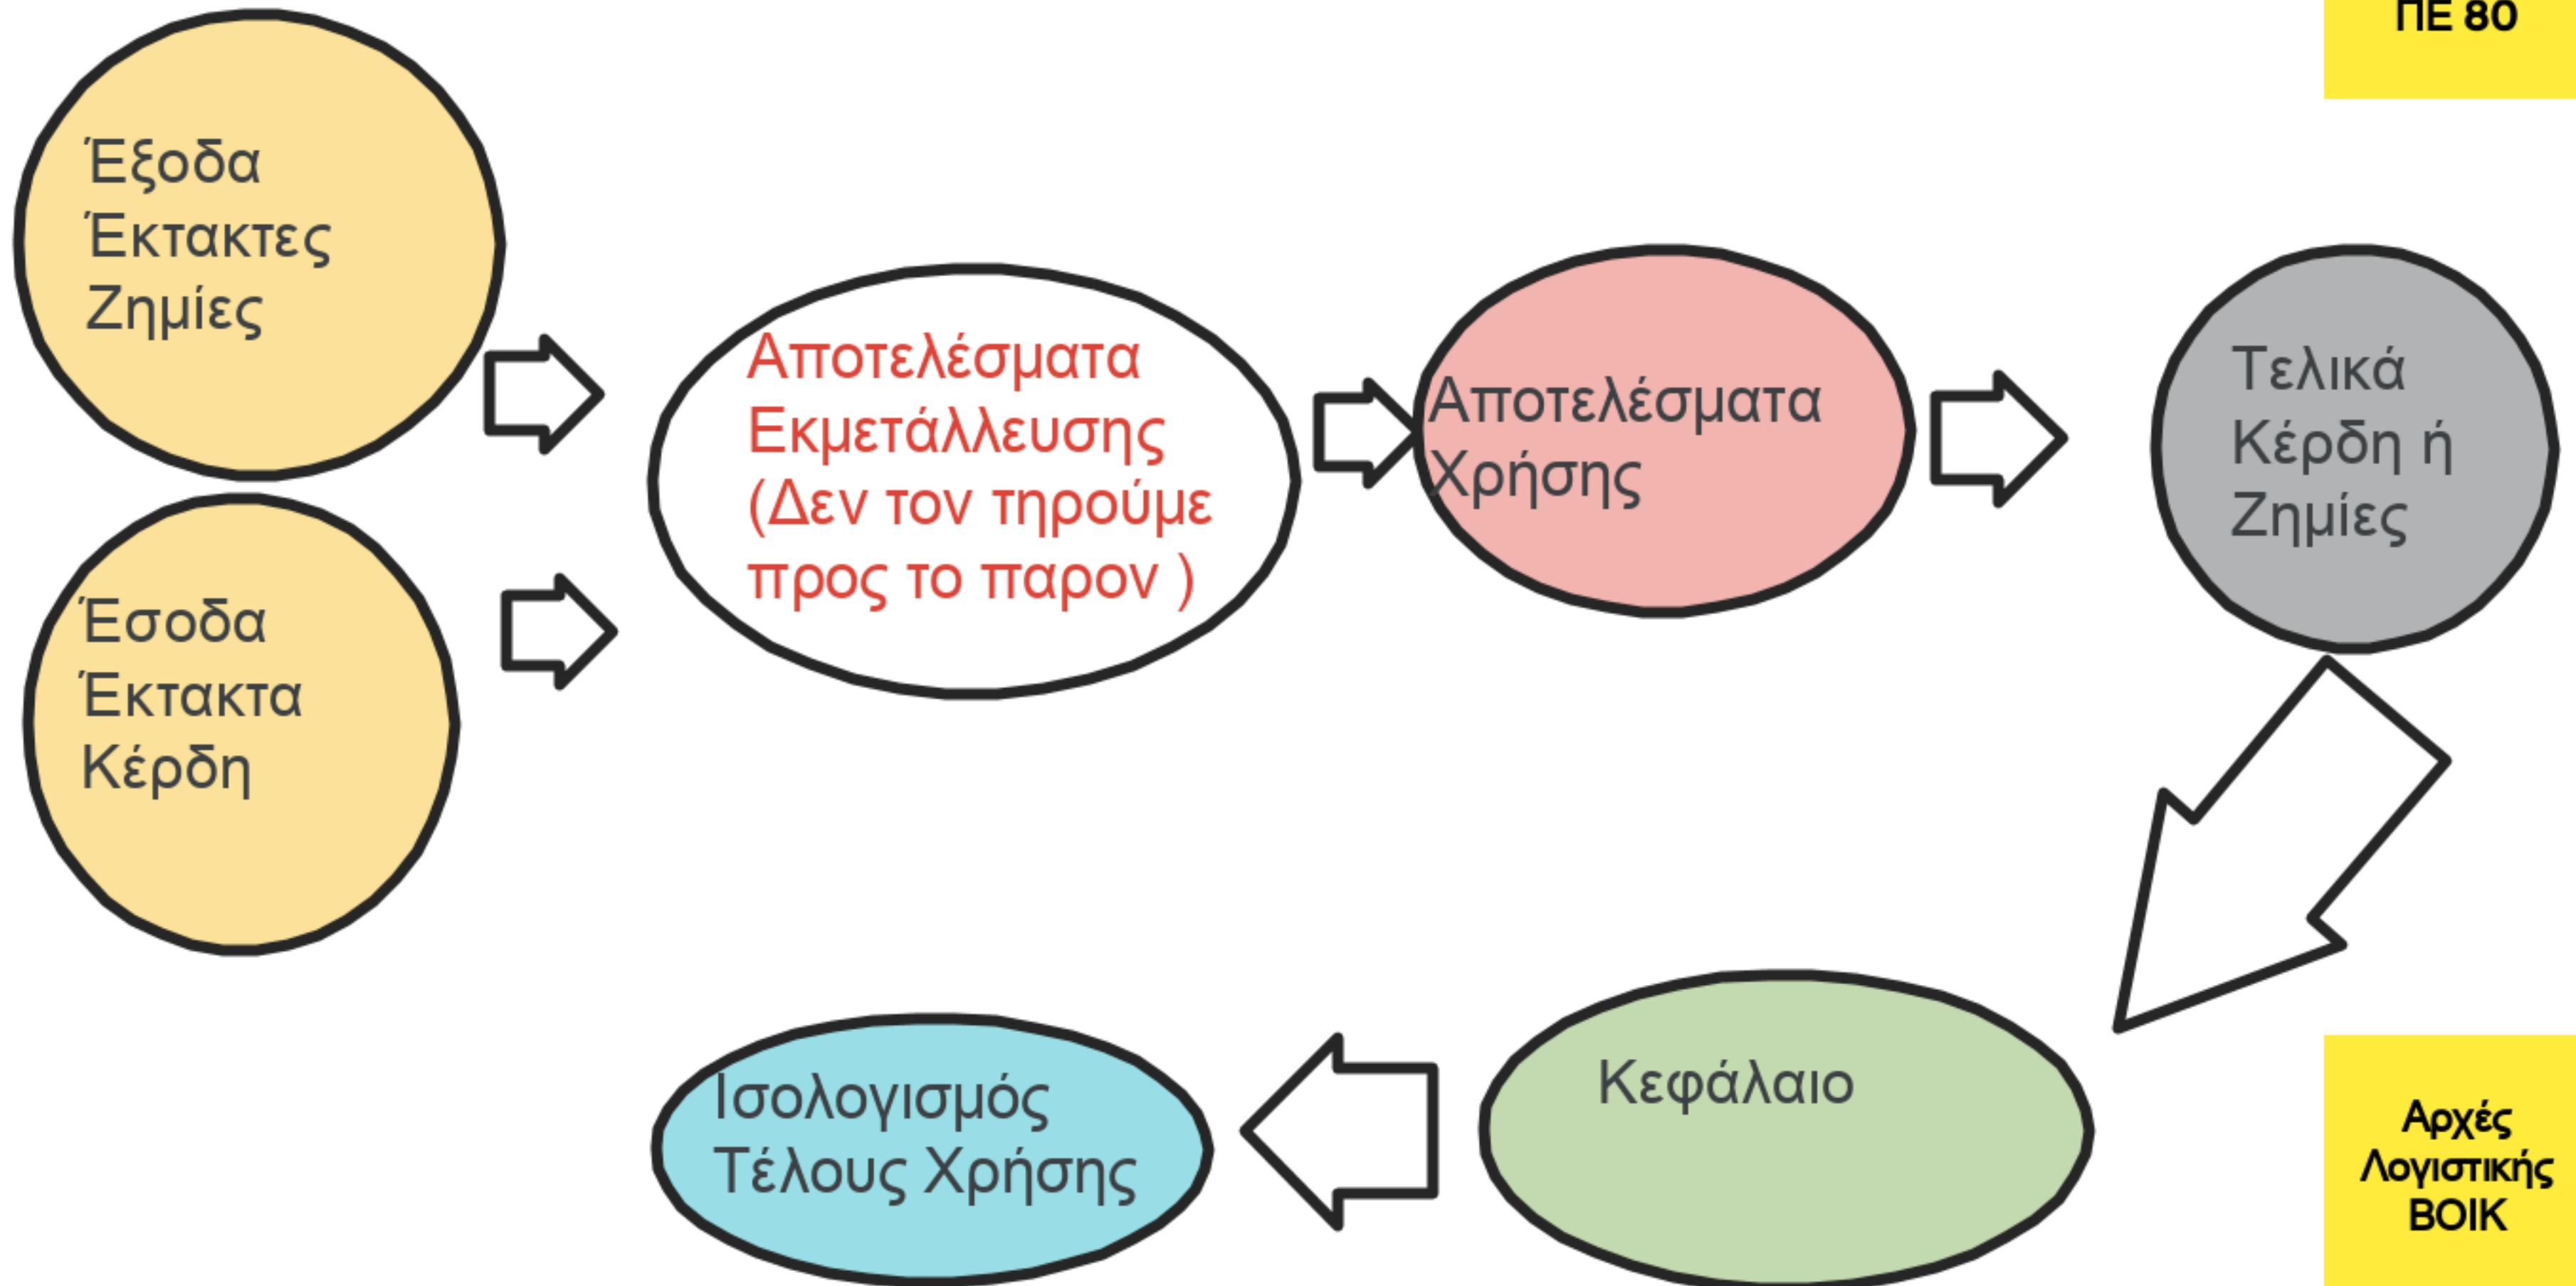 ΠΕ 80
Έξοδα
Έκτακτες
Ζημίες
Έσοδα
Έκτακτα
Κέρδη
Αποτελέσματα
Εκμετάλλευσης
(Δεν τον τηρούμε
προς το παρον )
Αποτελέσματα
Χρήσης
Τελικά
Κέρδη ή
Ζημίες
Κεφάλαιο
Ισολογισμός
Τέλους Χρήσης
Αρχές
Λογιστικής
ΒΟΙΚ